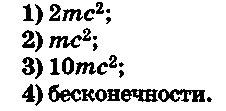 1) 2mc²;
2) mc²;
3) 10mc²;
4) бесконечности.